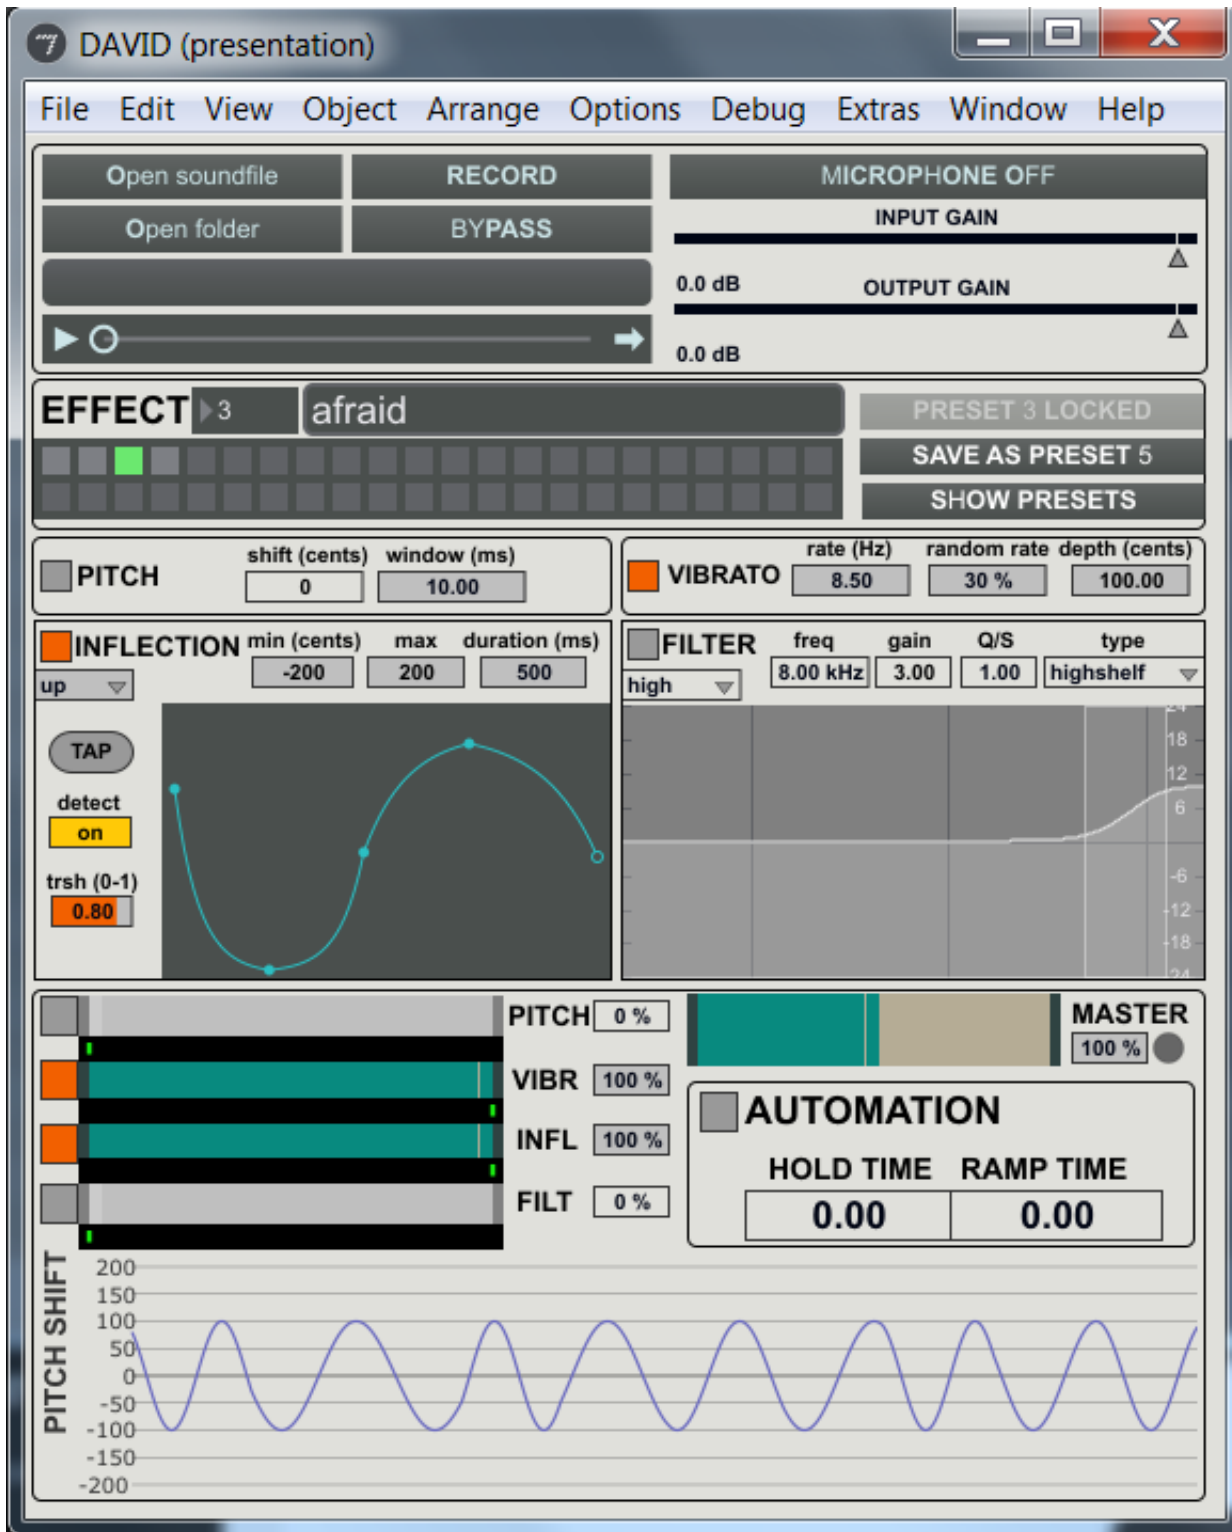 DAVID (presentation)
File Edit View Object Arrange Options Debug Extras Window Help
Open soundfile RECORD MICROPHONE OFF
Open folder BYPASS INPUT GAIN
0.0 dB OUTPUT GAIN
0.0 dB
EFFECT 3 afraid PRESET 3 LOCKED
SAVE AS PRESET 5
SHOW PRESETS
PITCH shift (cents) window (ms)
0 10.00
VIBRATO rate (Hz) random rate depth (cents)
8.50 30 % 100.00
INFLECTION min (cents) max duration (ms)
up -200 200 500
TAP
detect
on
trsh (0-1)
0.80
FILTER freq gain Q/S type
high 8.00 kHz 3.00 1.00 highshelf
24
18
12
6
-6
-12
-18
-24
PITCH 0 %
VIBR 100 %
INFL 100 %
FILT 0 %
MASTER
100 %
AUTOMATION
HOLD TIME RAMP TIME
0.00 0.00
PITCH SHIFT
200
150
100
50
0
-50
-100
-150
-200